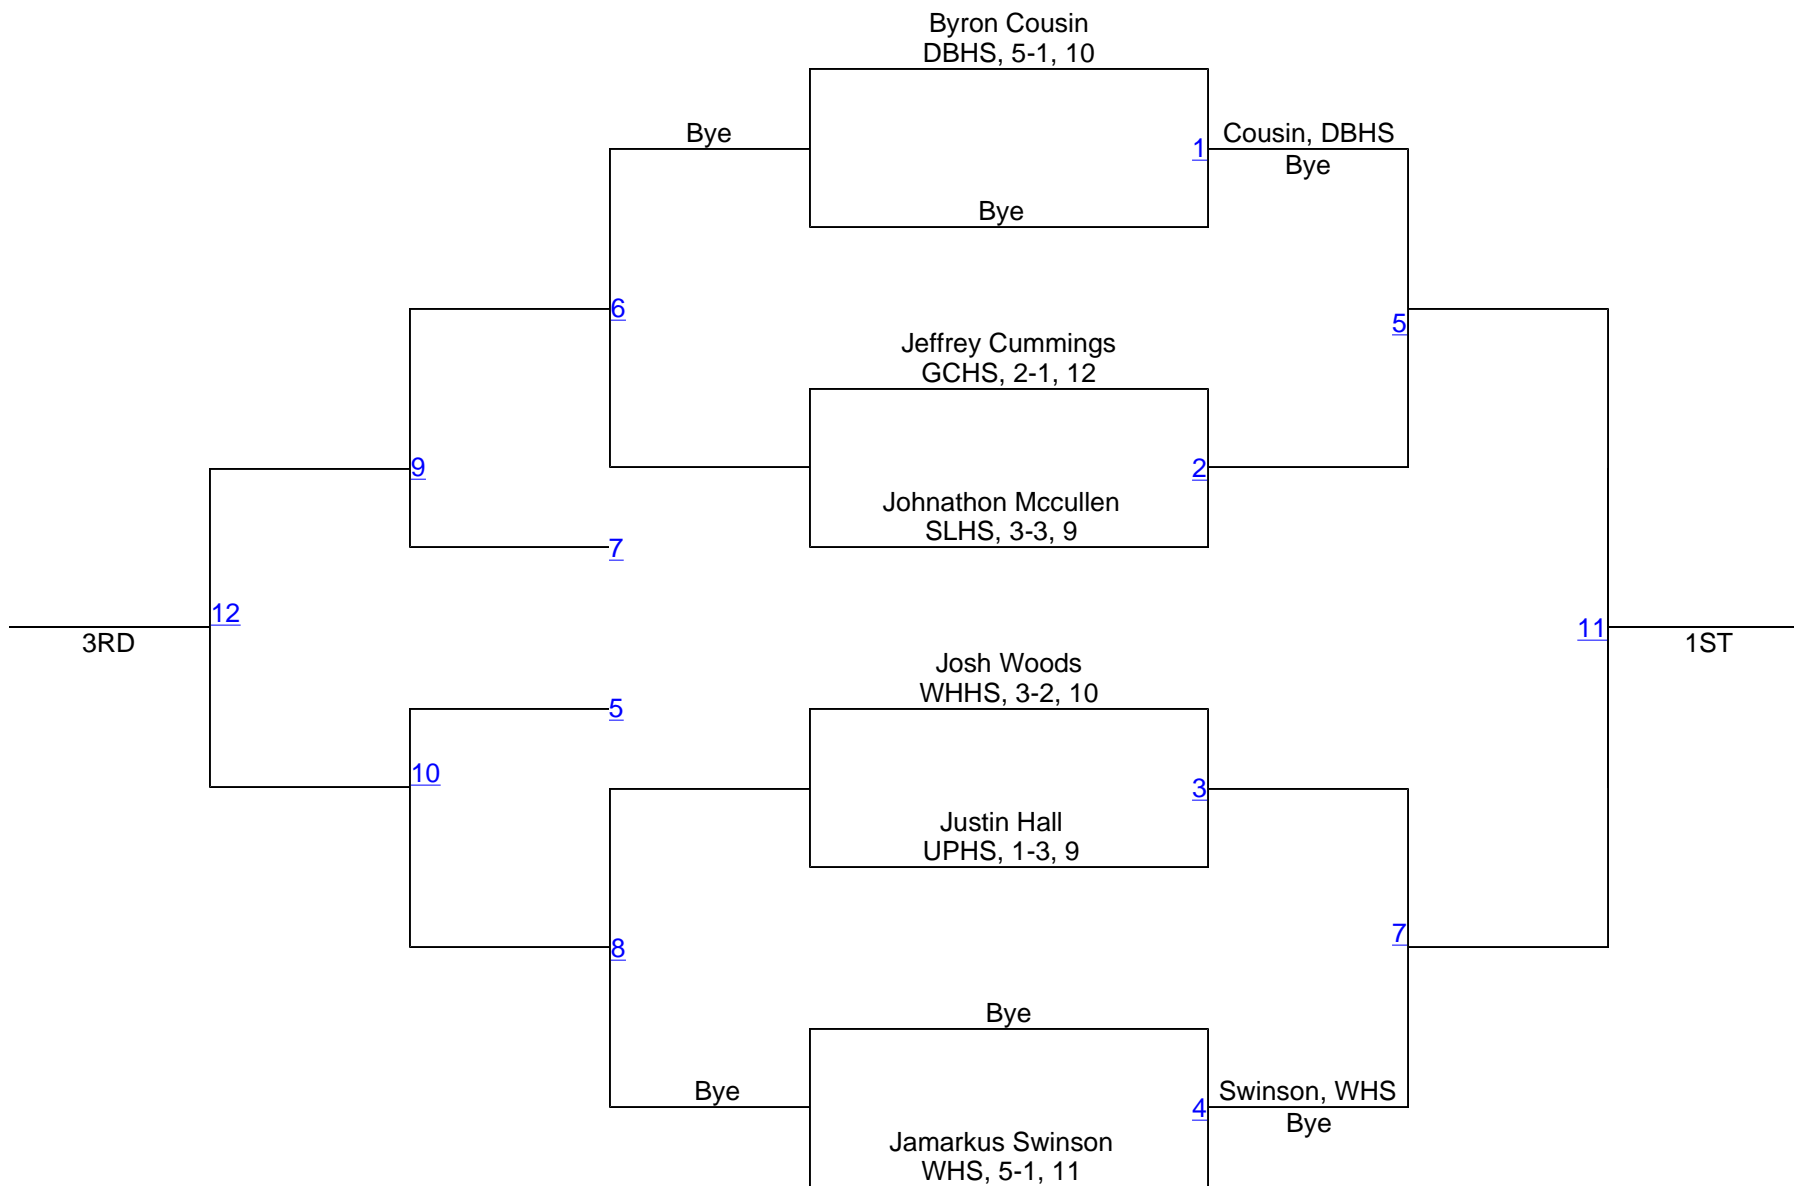 Byron Cousin
DBHS, 5-1, 10
Bye
1
Cousin, DBHS
Bye
Bye
6
5
Jeffrey Cummings
GCHS, 2-1, 12
9
2
Johnathon Mccullen
SLHS, 3-3, 9
7
12
3RD
11
1ST
Josh Woods
WHHS, 3-2, 10
5
10
3
Justin Hall
UPHS, 1-3, 9
8
7
Bye
Bye
4
Swinson, WHS
Bye
Jamarkus Swinson
WHS, 5-1, 11